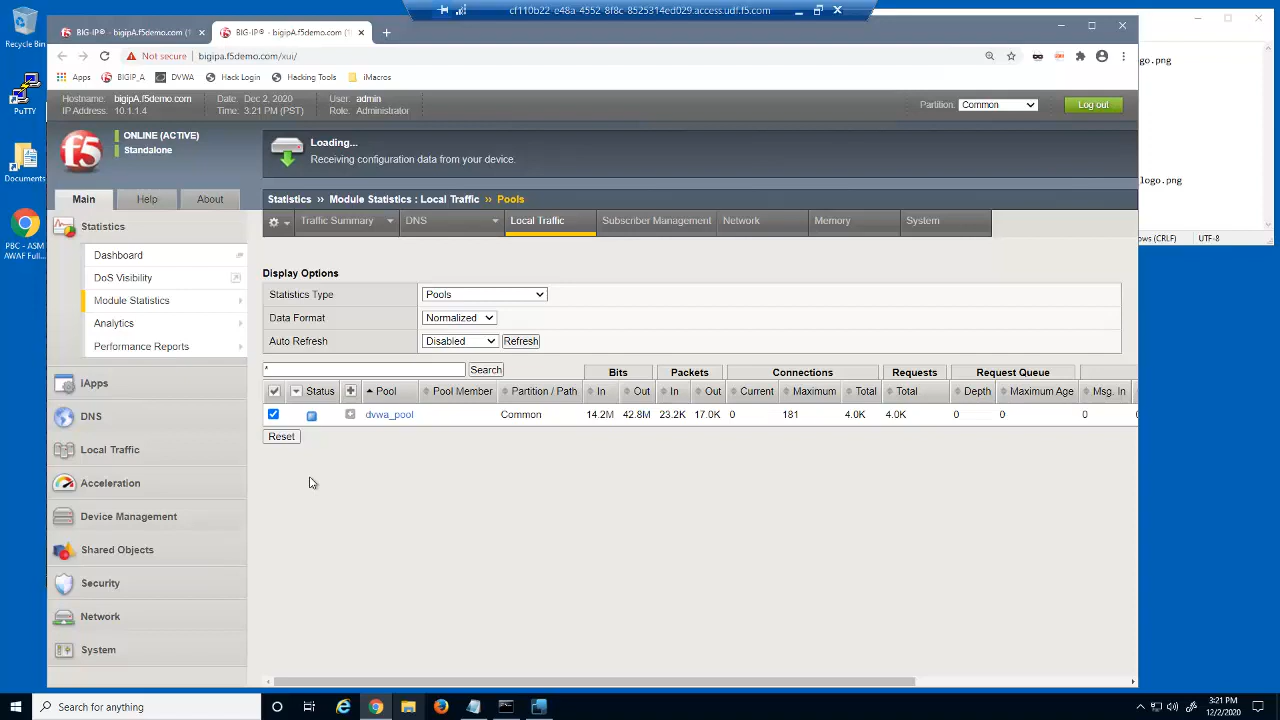 cf110b22-e48a-4552-8f8c-8525314ed029.access.udf.f5.com
Recycle Bin
PuTTY
Documents
PBC - ASM
AWAF Full...
BIG-IP® - bigipA.f5demo.com (1
BIG-IP® - bigipA.f5demo.com (1
Not secure
bigipa.f5demo.com/xui/
Apps
BIGIP_A
DVWA
Hack Login
Hacking Tools
iMacros
Hostname: bigipA.f5demo.com
IP Address: 10.1.1.4
Date: Dec 2, 2020
Time: 3:21 PM (PST)
User: admin
Role: Administrator
Partition: Common
Log out
f5
ONLINE (ACTIVE)
Standalone
Loading...
Receiving configuration data from your device.
Main
Help
About
Statistics
Dashboard
DoS Visibility
Module Statistics
Analytics
Performance Reports
iApps
DNS
Local Traffic
Acceleration
Device Management
Shared Objects
Security
Network
System
Statistics ›› Module Statistics : Local Traffic ›› Pools
Traffic Summary
DNS
Local Traffic
Subscriber Management
Network
Memory
System
Display Options
Statistics Type Pools
Data Format Normalized
Auto Refresh Disabled Refresh
* Search Bits Packets Connections Requests Request Queue
Status Pool Pool Member Partition / Path In Out In Out Current Maximum Total Total Depth Maximum Age Msg. In
dvwa_pool Common 14.2M 42.8M 23.2K 17.0K 0 181 4.0K 4.0K 0 0 0
Reset
ogo.png
logo.png
ows (CRLF) UTF-8
Search for anything
3:21 PM
12/2/2020